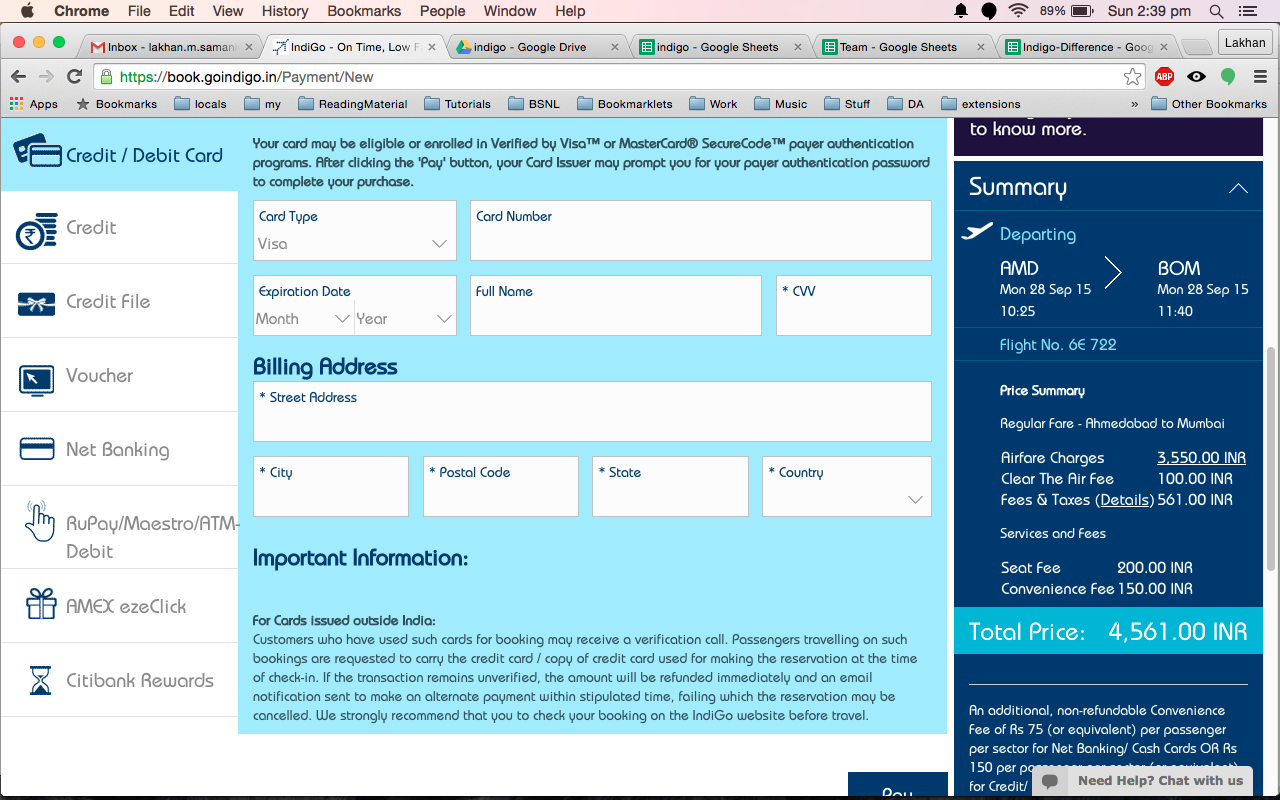 Chrome File Edit View History Bookmarks People Window Help 89% Sun 2:39 pm
Inbox - lakhan.m.samani IndiGo - On Time, Low F indigo - Google Drive indigo - Google Sheets Team - Google Sheets Indigo-Difference - Goog Lakhan
https://book.goindigo.in/Payment/New ABP
Apps Bookmarks locals my ReadingMaterial Tutorials BSNL Bookmarklets Work Music Stuff DA extensions » Other Bookmarks
Credit / Debit Card
Credit
Credit File
Voucher
Net Banking
RuPay/Maestro/ATM-
Debit
AMEX ezeClick
Citibank Rewards
Your card may be eligible or enrolled in Verified by Visa™ or MasterCard® SecureCode™ payer authentication
programs. After clicking the 'Pay' button, your Card Issuer may prompt you for your payer authentication password
to complete your purchase.
Card Type Card Number
Visa
Expiration Date Full Name * CVV
Month Year
Billing Address
* Street Address
* City * Postal Code * State * Country
Important Information:
For Cards issued outside India:
Customers who have used such cards for booking may receive a verification call. Passengers travelling on such
bookings are requested to carry the credit card / copy of credit card used for making the reservation at the time
of check-in. If the transaction remains unverified, the amount will be refunded immediately and an email
notification sent to make an alternate payment within stipulated time, failing which the reservation may be
cancelled. We strongly recommend that you to check your booking on the IndiGo website before travel.
Pay
to know more.
Summary
Departing
AMD BOM
Mon 28 Sep 15 Mon 28 Sep 15
10:25 11:40
Flight No. 6E 722
Price Summary
Regular Fare - Ahmedabad to Mumbai
Airfare Charges 3,550.00 INR
Clear The Air Fee 100.00 INR
Fees & Taxes (Details) 561.00 INR
Services and Fees
Seat Fee 200.00 INR
Convenience Fee 150.00 INR
Total Price: 4,561.00 INR
An additional, non-refundable Convenience
Fee of Rs 75 (or equivalent) per passenger
per sector for Net Banking/ Cash Cards OR Rs
150 per
for Credit/
Need Help? Chat with us